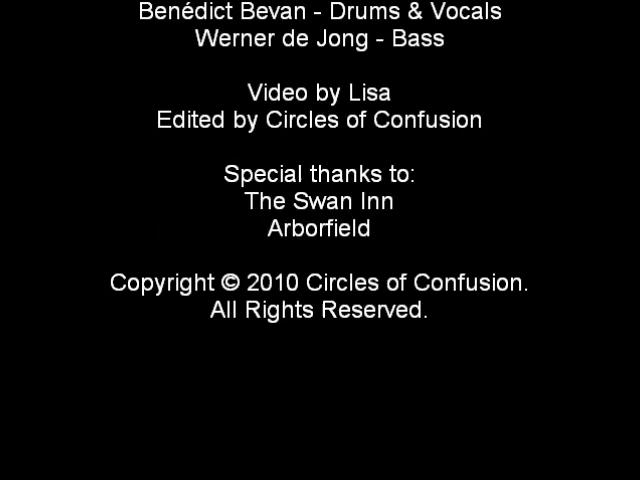 Benédict Bevan - Drums & Vocals
Werner de Jong - Bass
Video by Lisa
Edited by Circles of Confusion
Special thanks to:
The Swan Inn
Arborfield
Copyright © 2010 Circles of Confusion.
All Rights Reserved.